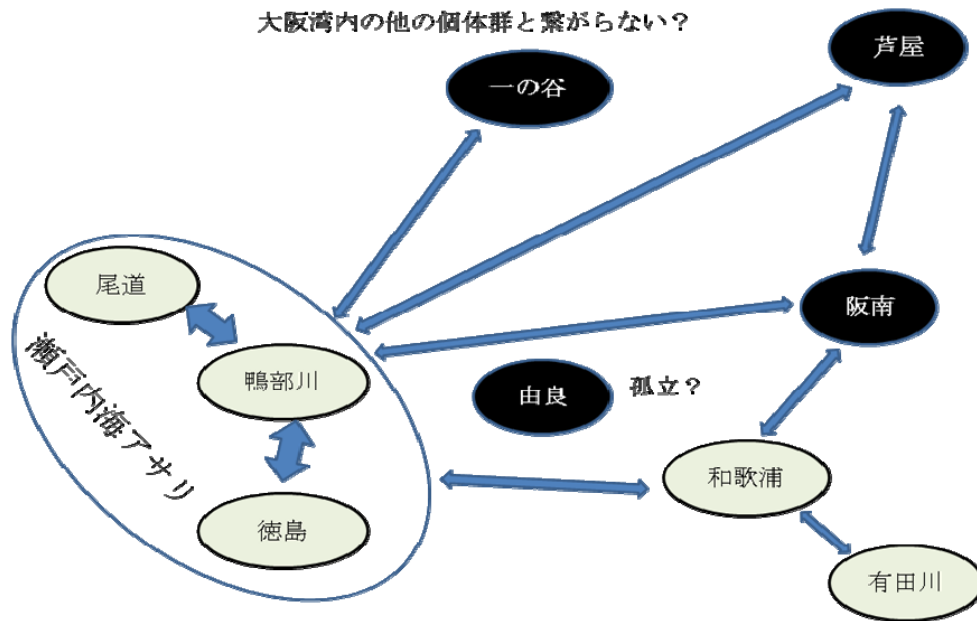 大阪湾内の他の個体群と繋がらない？
芦屋
一の谷
尾道
阪南
鴨部川
由良
孤立？
瀬戸内海アサリ
和歌浦
徳島
有田川